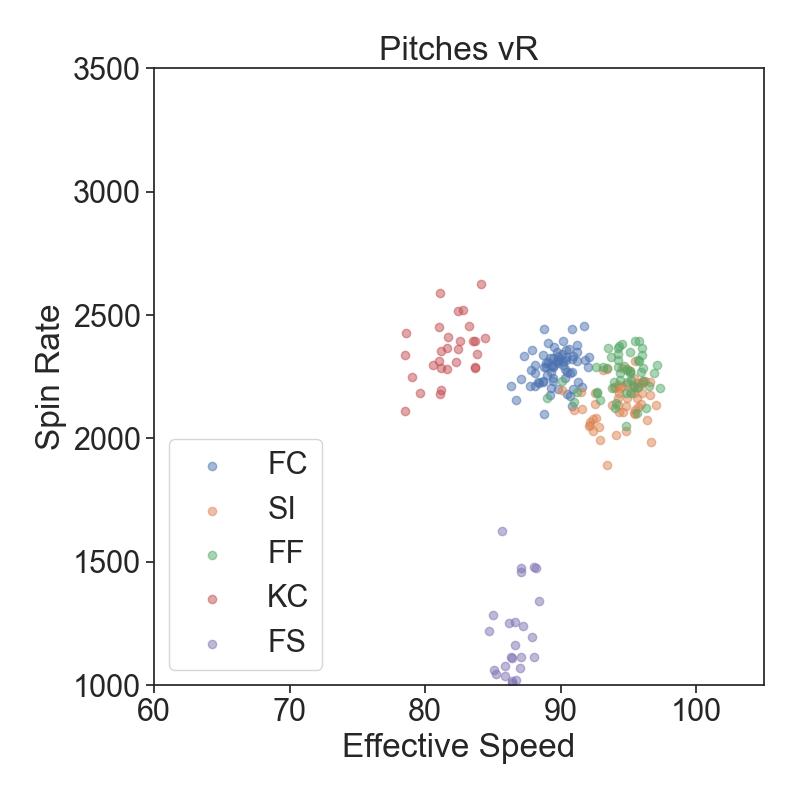 Pitches vR
3500
3000
2500
2000
1500
1000
Spin Rate
FC
SI
FF
KC
FS
60 70 80 90 100
Effective Speed